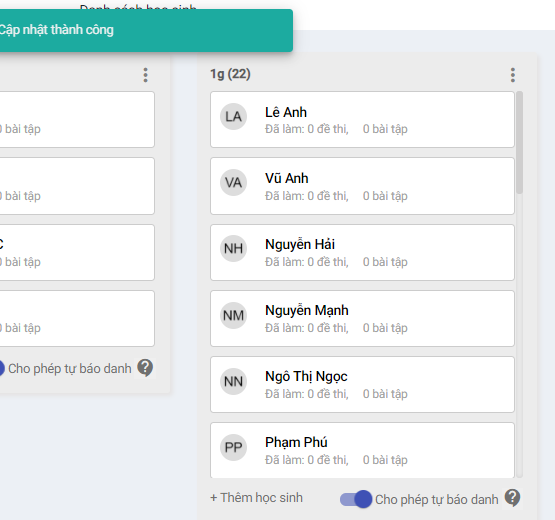 Danh sách học sinh
Cập nhật thành công
0 bài tập
0 bài tập
C
0 bài tập
0 bài tập
Cho phép tự báo danh ?
1g (22)
LA
Lê Anh
Đã làm: 0 đề thi, 0 bài tập
VA
Vũ Anh
Đã làm: 0 đề thi, 0 bài tập
NH
Nguyễn Hải
Đã làm: 0 đề thi, 0 bài tập
NM
Nguyễn Mạnh
Đã làm: 0 đề thi, 0 bài tập
NN
Ngô Thị Ngọc
Đã làm: 0 đề thi, 0 bài tập
PP
Phạm Phú
Đã làm: 0 đề thi, 0 bài tập
+ Thêm học sinh
Cho phép tự báo danh ?